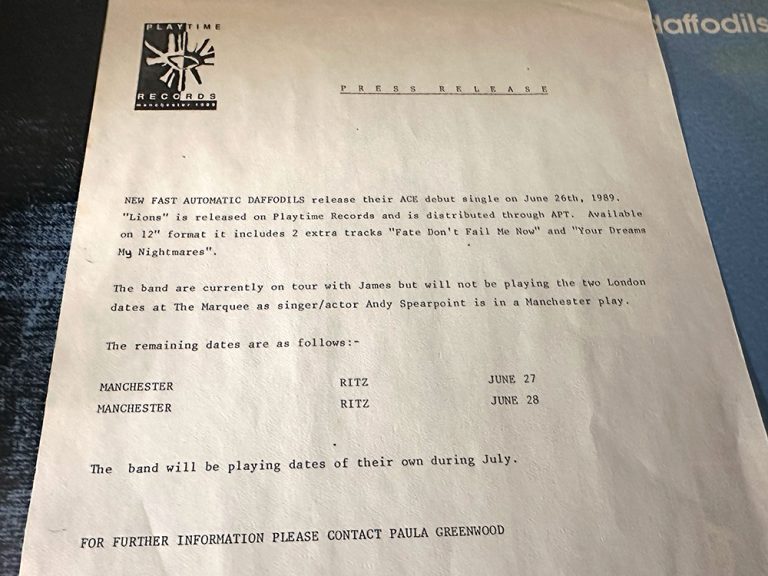 PLAYTIME
RECORDS
manchester 1989
daffodils
PRESS RELEASE
NEW FAST AUTOMATIC DAFFODILS release their ACE debut single on June 26th, 1989.
"Lions" is released on Playtime Records and is distributed through APT. Available
on 12" format it includes 2 extra tracks "Fate Don't Fail Me Now" and "Your Dreams
My Nightmares".
The band are currently on tour with James but will not be playing the two London
dates at The Marquee as singer/actor Andy Spearpoint is in a Manchester play.
The remaining dates are as follows:-
MANCHESTER RITZ JUNE 27
MANCHESTER RITZ JUNE 28
The band will be playing dates of their own during July.
FOR FURTHER INFORMATION PLEASE CONTACT PAULA GREENWOOD